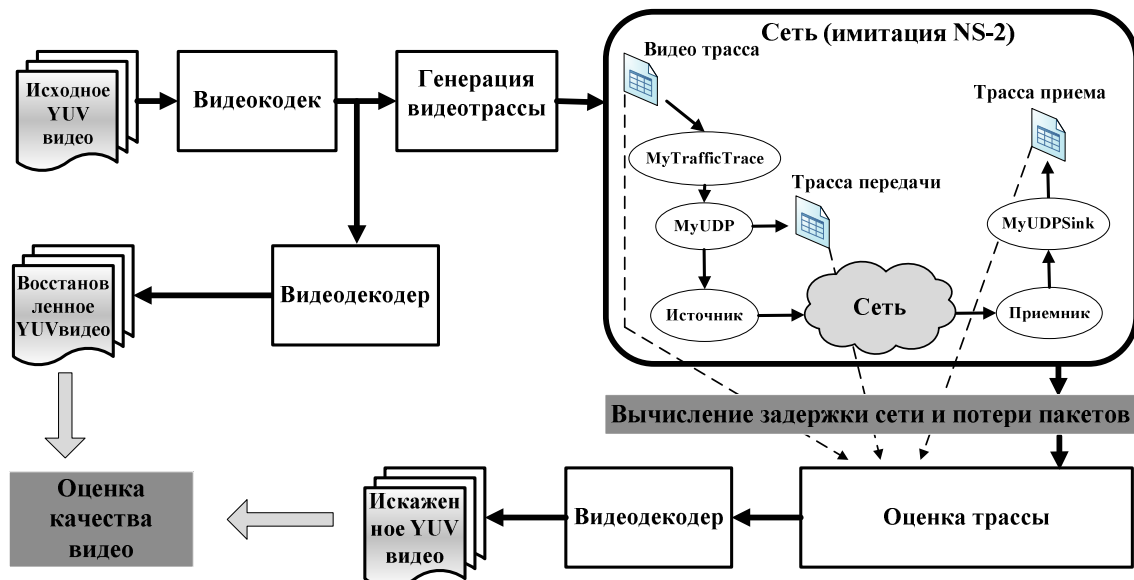 Исходное
YUV
видео
Видеокодек
Генерация
видеотрассы
Сеть (имитация NS-2)
Видео трасса
Трасса приема
MyTrafficTrace
Трасса передачи
MyUDP
MyUDPSink
Источник
Сеть
Приемник
Восстанов
ленное
YUVвидео
Видеодекодер
Вычисление задержки сети и потери пакетов
Оценка
качества
видео
Искажен
ное YUV
видео
Видеодекодер
Оценка трассы